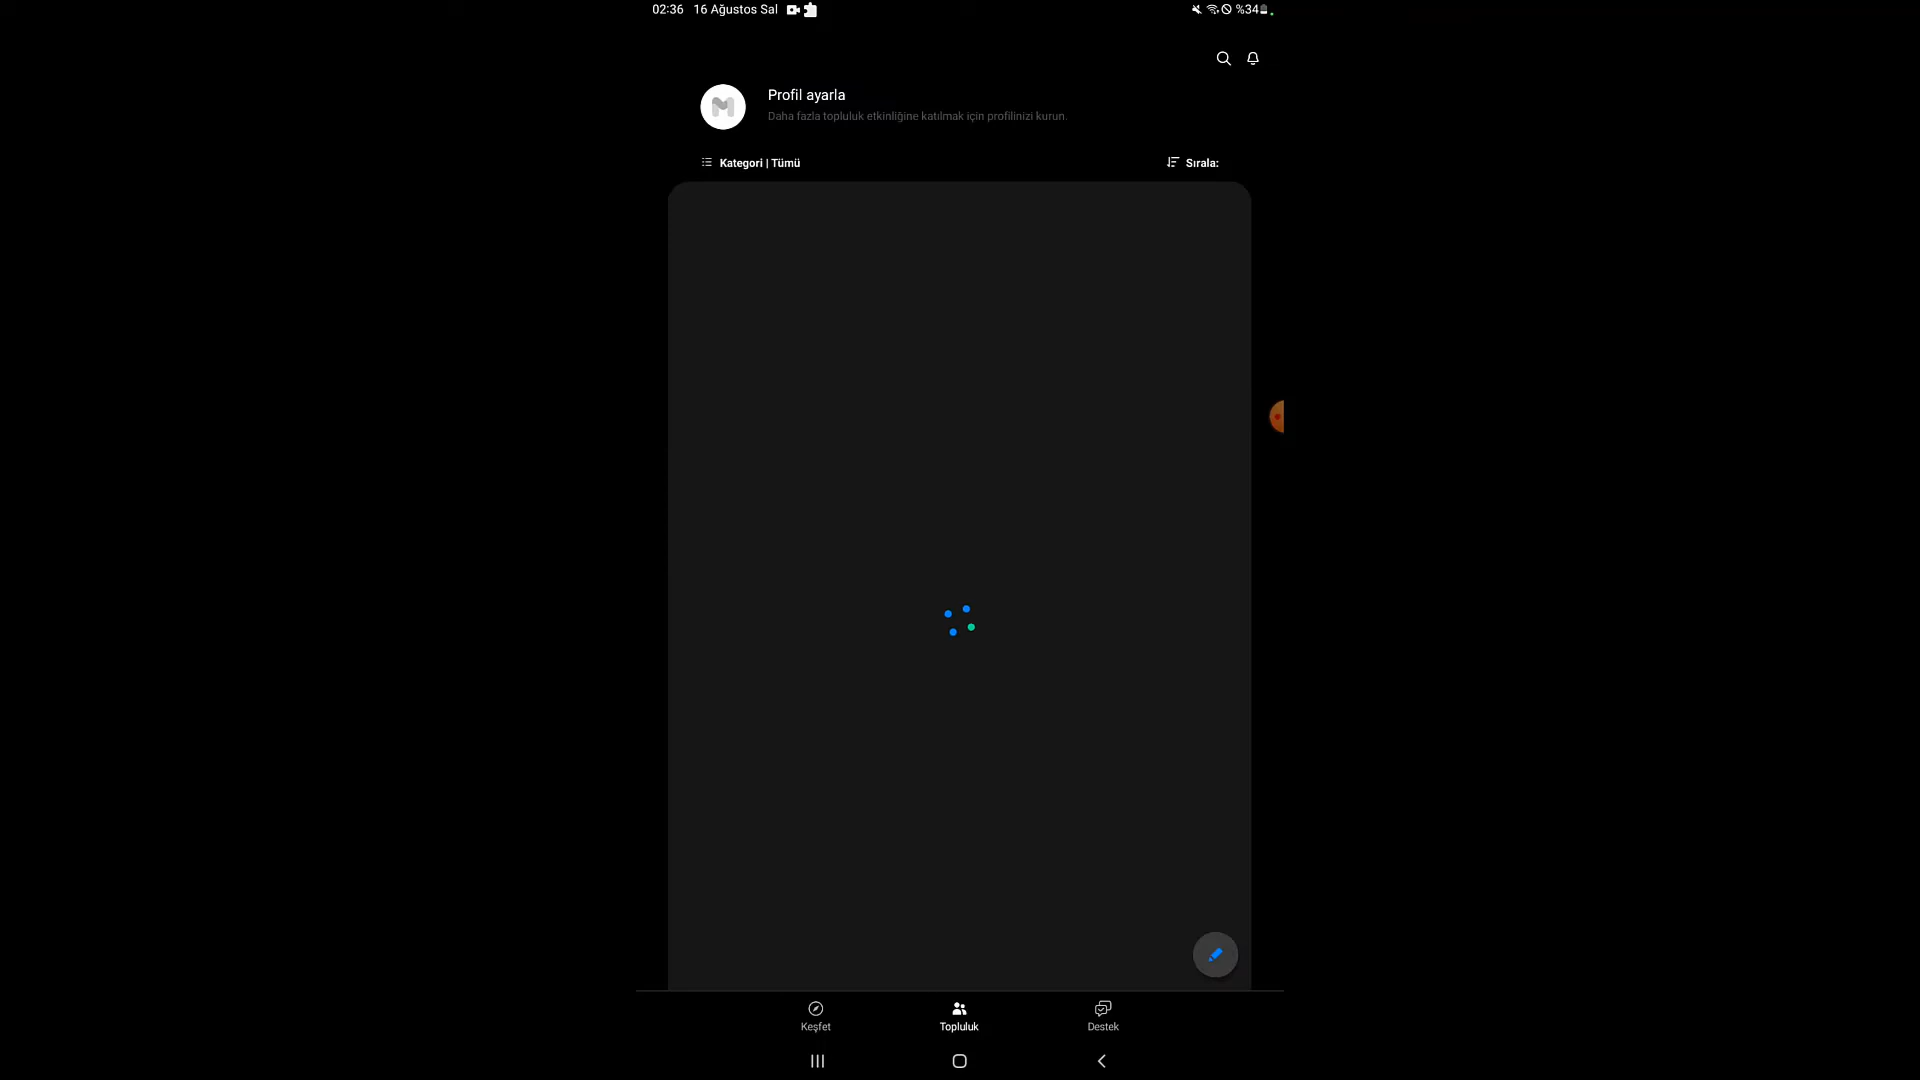 02:36 16 Ağustos Sal
%34
Profil ayarla
Daha fazla topluluk etkinliğine katılmak için profilinizi kurun.
Kategori | Tümü
Sırala:
Keşfet
Topluluk
Destek